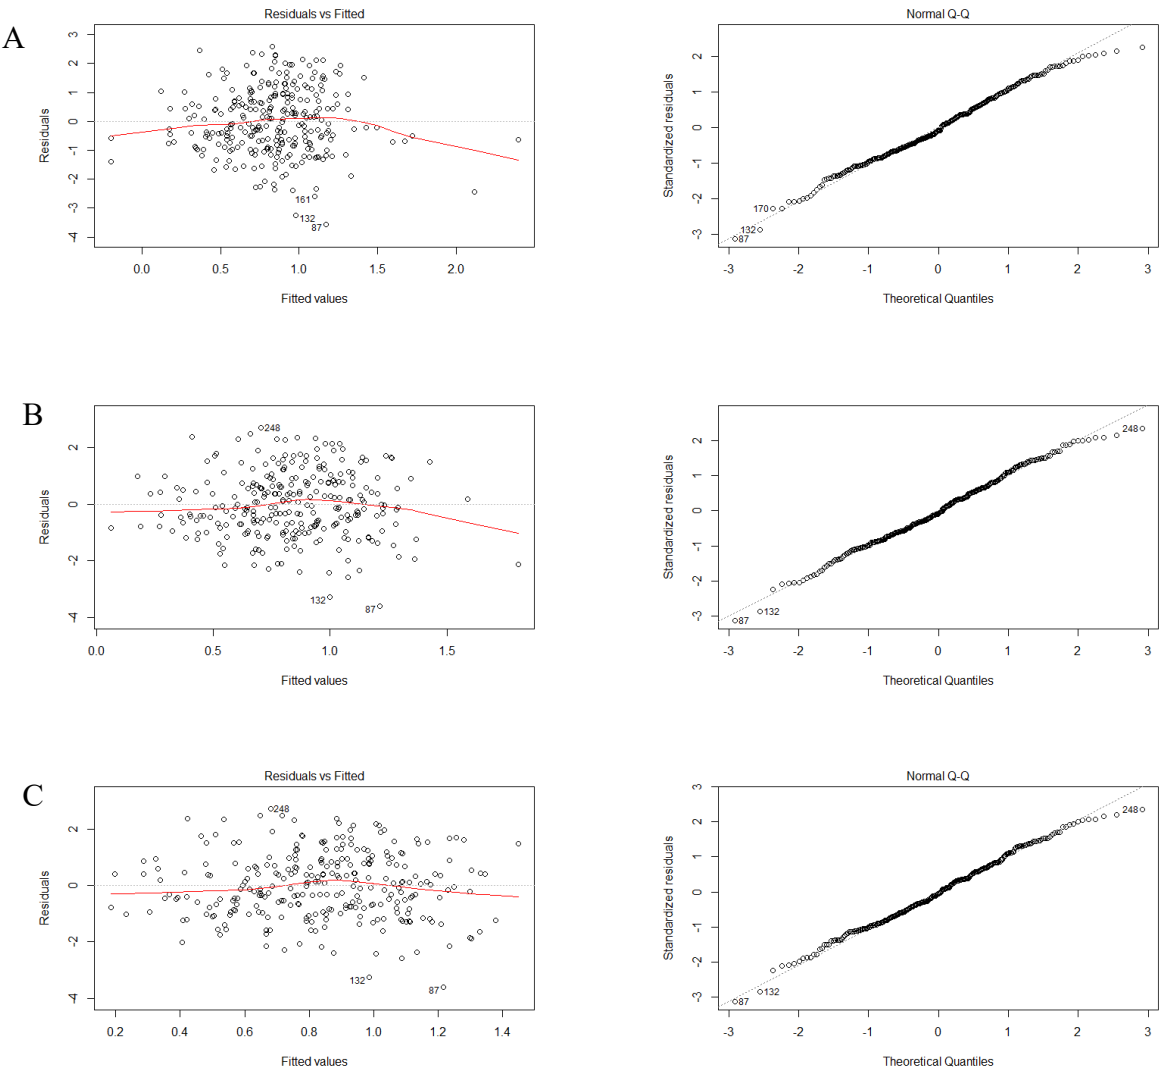 A
Residuals vs Fitted
Residuals
3
2
1
0
-1
-2
-3
-4
161
132
87
0.0 0.5 1.0 1.5 2.0
Fitted values
Normal Q-Q
Standardized residuals
2
1
0
-1
-2
-3
170
132
87
-3 -2 -1 0 1 2 3
Theoretical Quantiles
B
Residuals
2
0
-2
-4
248
132
87
0.0 0.5 1.0 1.5
Fitted values
Standardized residuals
2
1
0
-1
-2
-3
248
132
87
-3 -2 -1 0 1 2 3
Theoretical Quantiles
C
Residuals vs Fitted
Residuals
2
0
-2
-4
248
132
87
0.2 0.4 0.6 0.8 1.0 1.2 1.4
Fitted values
Normal Q-Q
Standardized residuals
3
2
1
0
-1
-2
-3
248
132
87
-3 -2 -1 0 1 2 3
Theoretical Quantiles